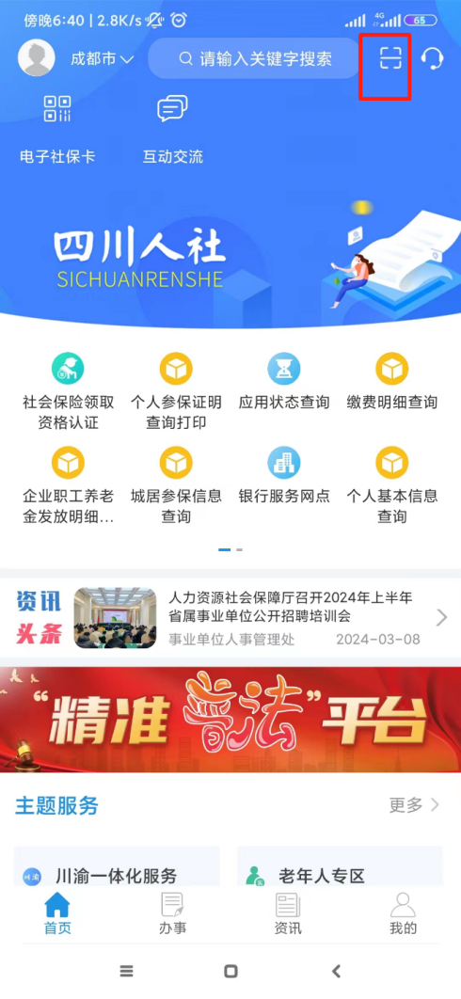 傍晚6:40 | 2.8K/s
4G
65
成都市
请输入关键字搜索
电子社保卡
互动交流
四川人社
SICHUANRENSHE
社会保险领取
资格认证
个人参保证明
查询打印
应用状态查询
缴费明细查询
企业职工养老
金发放明细...
城居参保信息
查询
银行服务网点
个人基本信息
查询
资讯
头条
人力资源社会保障厅召开2024年上半年
省属事业单位公开招聘培训会
事业单位人事管理处
2024-03-08
“精准普法”平台
主题服务
更多
川渝
川渝一体化服务
老年人专区
首页
办事
资讯
我的